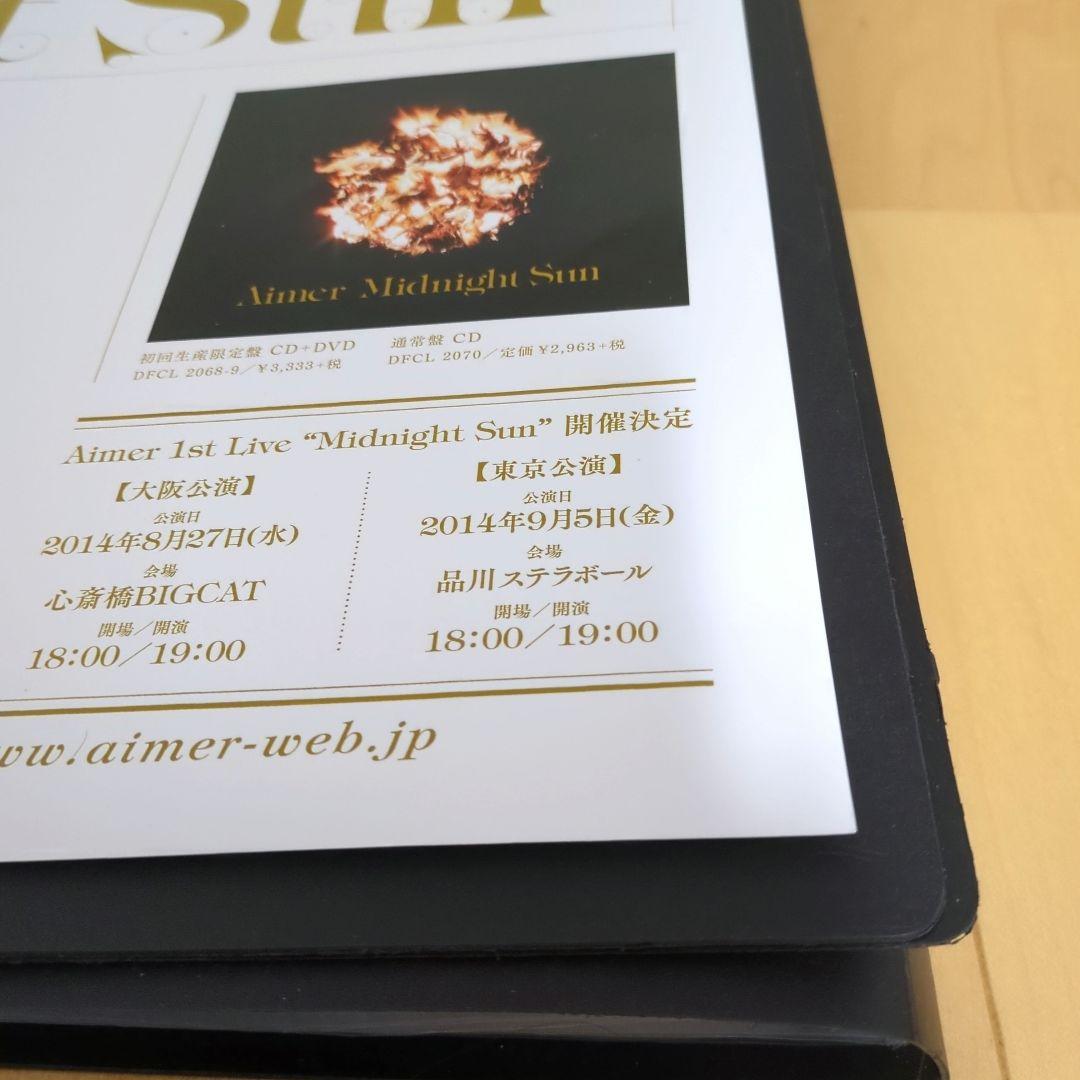 t Sun
Aimer Midnight Sun
初回生産限定盤 CD+DVD
DFCL 2068-9／¥3,333+税
通常盤 CD
DFCL 2070／定価¥2,963+税
Aimer 1st Live “Midnight Sun” 開催決定
【大阪公演】
公演日
2014年8月27日(水)
会場
心斎橋BIGCAT
開場／開演
18:00／19:00
【東京公演】
公演日
2014年9月5日(金)
会場
品川ステラボール
開場／開演
18:00／19:00
ww.aimer-web.jp